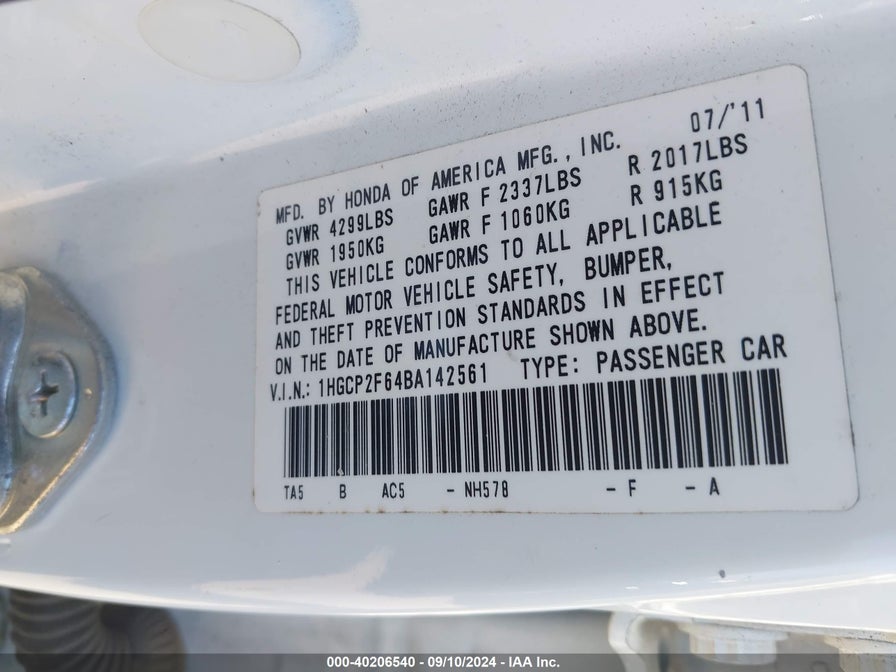 07/'11
MFD. BY HONDA OF AMERICA MFG., INC.
GVWR 4299LBS GAWR F 2337LBS R 2017LBS
GVWR 1950KG GAWR F 1060KG R 915KG
THIS VEHICLE CONFORMS TO ALL APPLICABLE
FEDERAL MOTOR VEHICLE SAFETY, BUMPER,
AND THEFT PREVENTION STANDARDS IN EFFECT
ON THE DATE OF MANUFACTURE SHOWN ABOVE.
V.I.N.: 1HGCP2F64BA142561 TYPE: PASSENGER CAR
TA5 B AC5 - NH578 - F - A
000-40206540 - 09/10/2024 - IAA Inc.